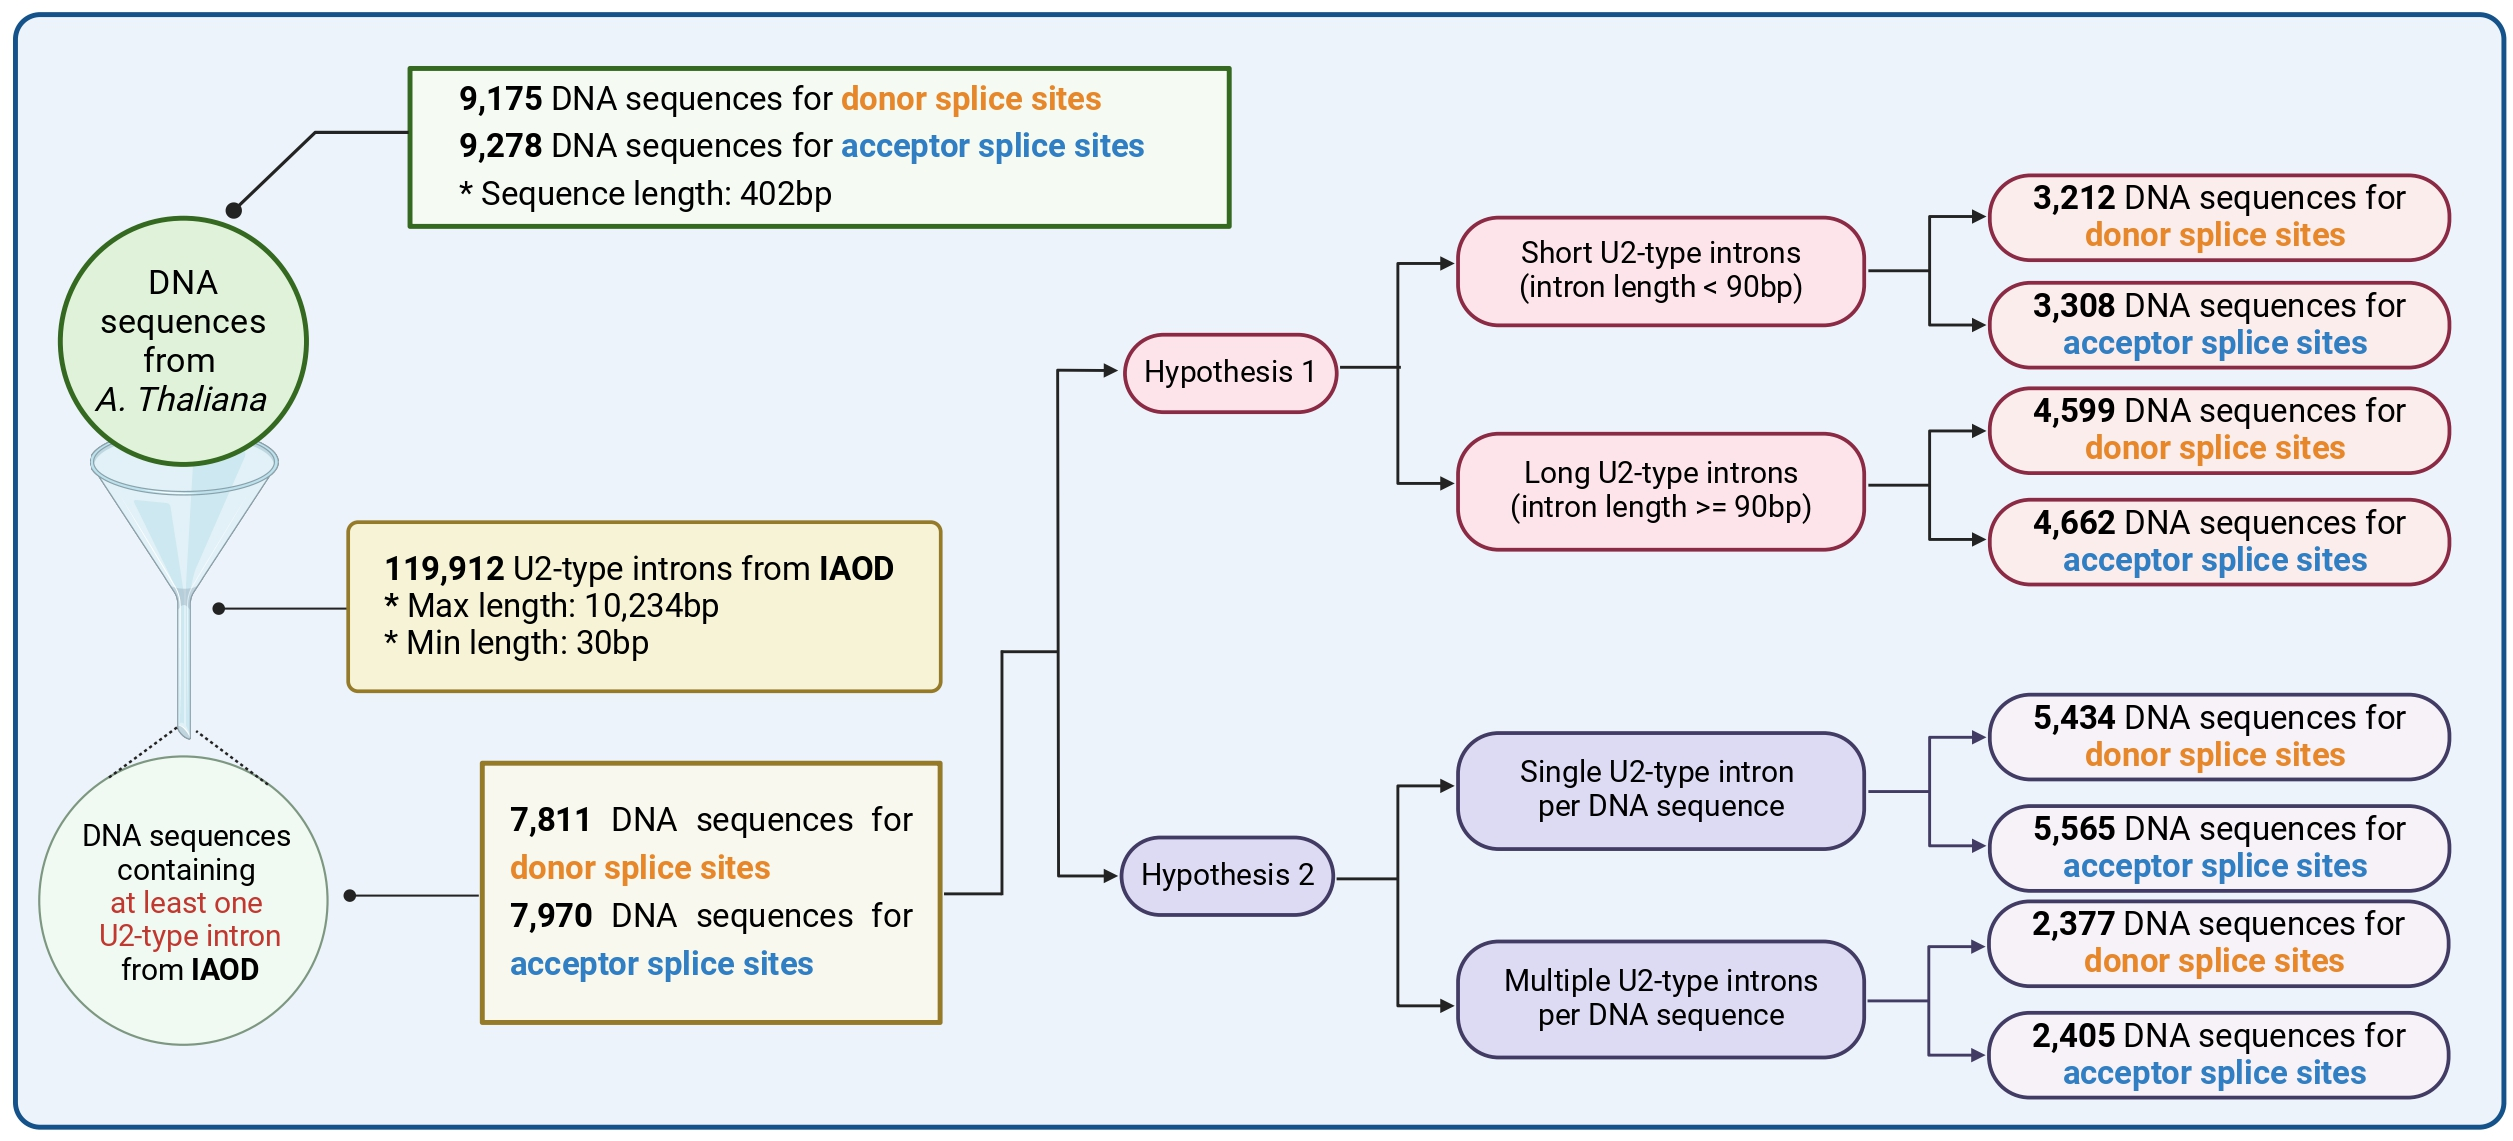 9,175 DNA sequences for donor splice sites
9,278 DNA sequences for acceptor splice sites
* Sequence length: 402bp
DNA
sequences
from
A. Thaliana
119,912 U2-type introns from IAOD
* Max length: 10,234bp
* Min length: 30bp
DNA sequences
containing
at least one
U2-type intron
from IAOD
7,811 DNA sequences for
donor splice sites
7,970 DNA sequences for
acceptor splice sites
Hypothesis 1
Short U2-type introns
(intron length < 90bp)
3,212 DNA sequences for
donor splice sites
3,308 DNA sequences for
acceptor splice sites
Long U2-type introns
(intron length >= 90bp)
4,599 DNA sequences for
donor splice sites
4,662 DNA sequences for
acceptor splice sites
Hypothesis 2
Single U2-type intron
per DNA sequence
5,434 DNA sequences for
donor splice sites
5,565 DNA sequences for
acceptor splice sites
Multiple U2-type introns
per DNA sequence
2,377 DNA sequences for
donor splice sites
2,405 DNA sequences for
acceptor splice sites